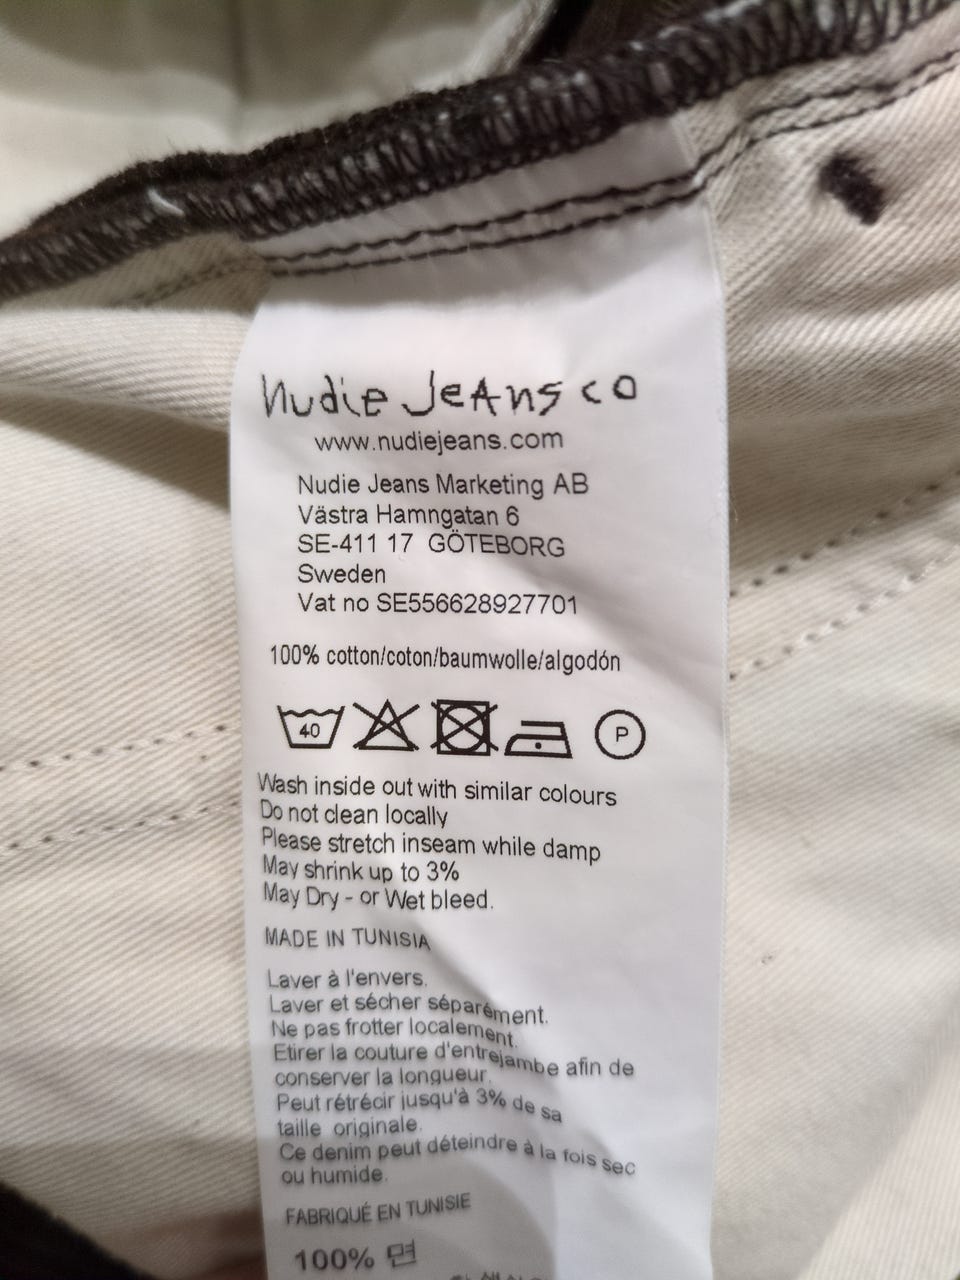 Nudie Jeans co
www.nudiejeans.com
Nudie Jeans Marketing AB
Västra Hamngatan 6
SE-411 17 GÖTEBORG
Sweden
Vat no SE556628927701
100% cotton/coton/baumwolle/algodón
40 P
Wash inside out with similar colours
Do not clean locally
Please stretch inseam while damp
May shrink up to 3%
May Dry - or Wet bleed.
MADE IN TUNISIA
Laver à l'envers.
Laver et sécher séparément.
Ne pas frotter localement.
Etirer la couture d'entrejambe afin de
conserver la longueur.
Peut rétrécir jusqu'à 3% de sa
taille originale.
Ce denim peut déteindre à la fois sec
ou humide.
FABRIQUÉ EN TUNISIE
100% 면